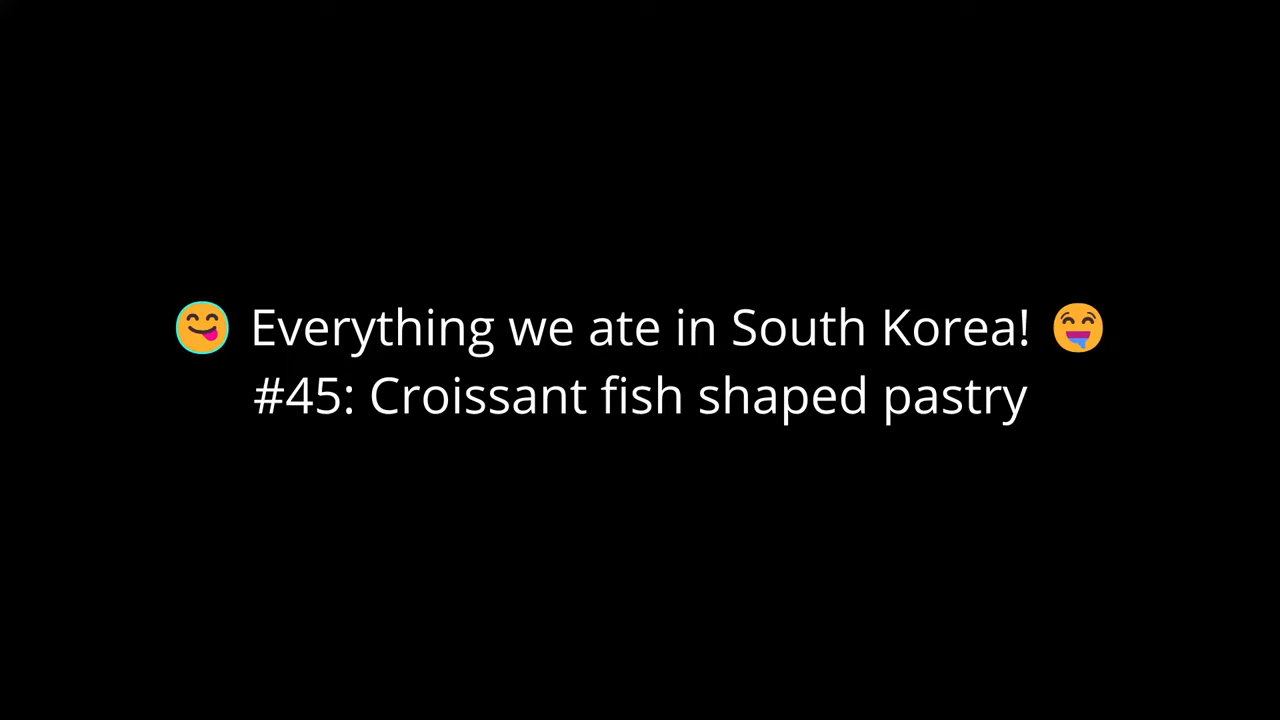 😋 Everything we ate in South Korea! 🤤
#45: Croissant fish shaped pastry